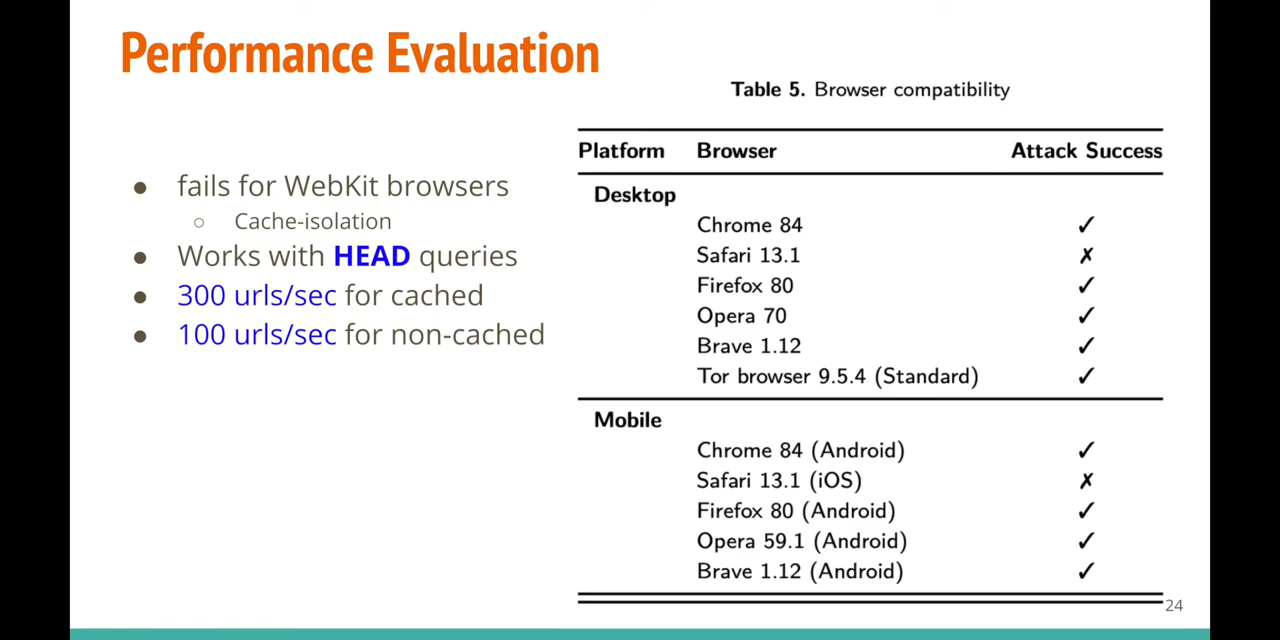 Performance Evaluation
● fails for WebKit browsers
○ Cache-isolation
● Works with HEAD queries
● 300 urls/sec for cached
● 100 urls/sec for non-cached
Table 5. Browser compatibility
Platform Browser Attack Success
Desktop
Chrome 84 ✓
Safari 13.1 ✗
Firefox 80 ✓
Opera 70 ✓
Brave 1.12 ✓
Tor browser 9.5.4 (Standard) ✓
Mobile
Chrome 84 (Android) ✓
Safari 13.1 (iOS) ✗
Firefox 80 (Android) ✓
Opera 59.1 (Android) ✓
Brave 1.12 (Android) ✓
24